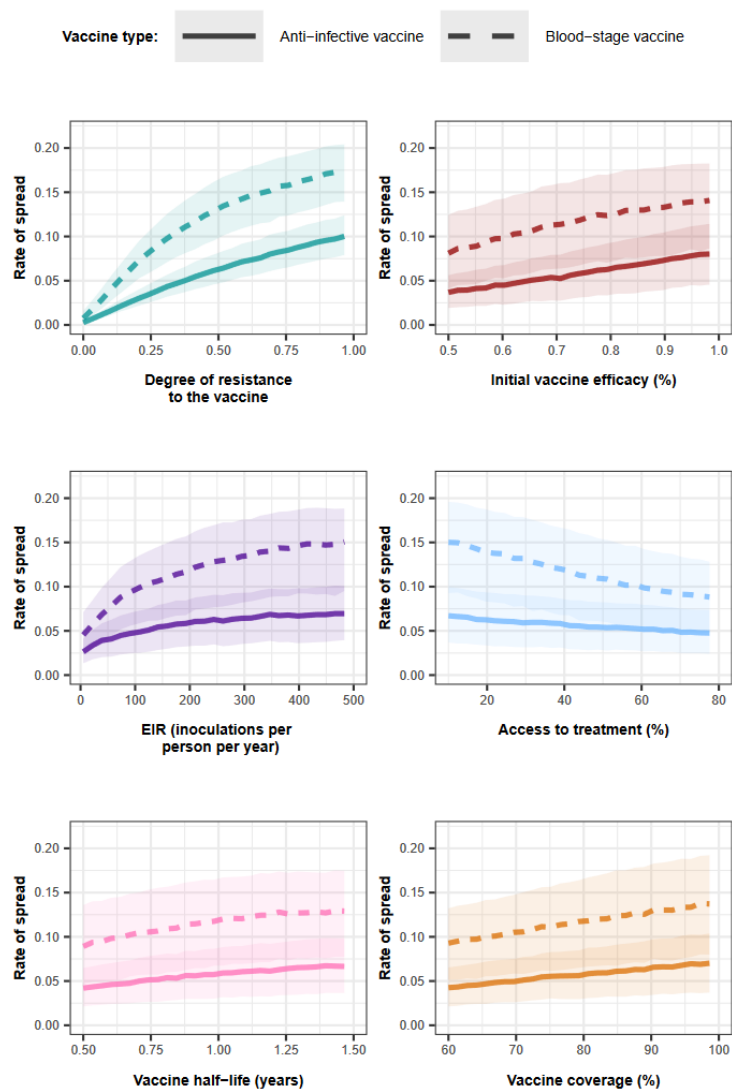 Vaccine type: Anti−infective vaccine Blood−stage vaccine
Rate of spread
0.20
0.15
0.10
0.05
0.00
0.00 0.25 0.50 0.75 1.00
Degree of resistance
to the vaccine
Rate of spread
0.20
0.15
0.10
0.05
0.00
0.5 0.6 0.7 0.8 0.9 1.0
Initial vaccine efficacy (%)
Rate of spread
0.20
0.15
0.10
0.05
0.00
0 100 200 300 400 500
EIR (inoculations per
person per year)
Rate of spread
0.20
0.15
0.10
0.05
0.00
20 40 60 80
Access to treatment (%)
Rate of spread
0.20
0.15
0.10
0.05
0.00
0.50 0.75 1.00 1.25 1.50
Vaccine half−life (years)
Rate of spread
0.20
0.15
0.10
0.05
0.00
60 70 80 90 100
Vaccine coverage (%)